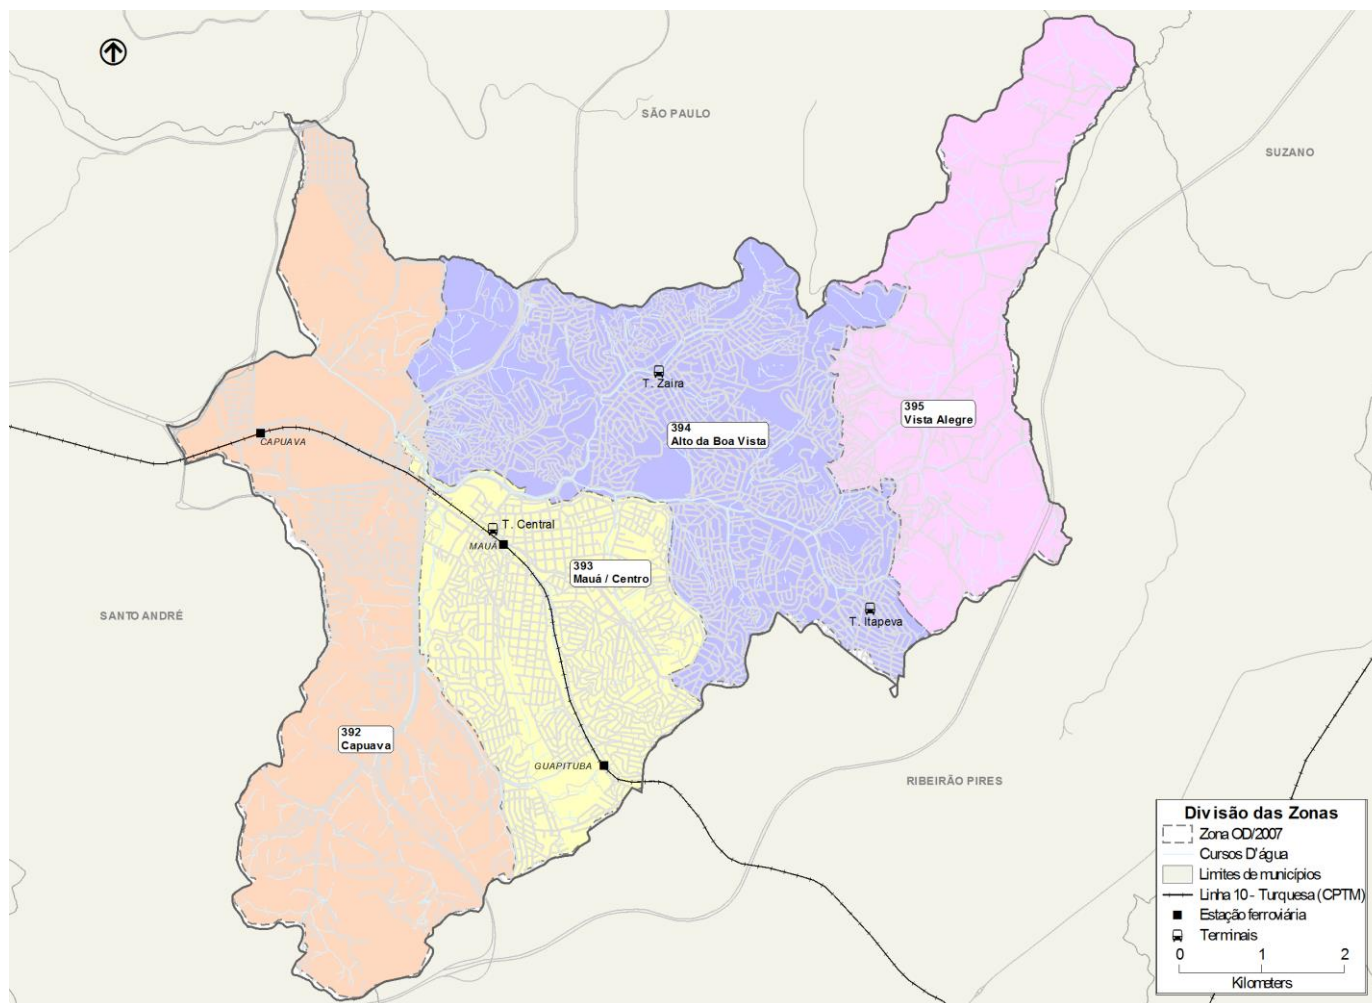 SÃO PAULO
SUZANO
T. Zaira
395
Vista Alegre
394
Alto da Boa Vista
CAPUAVA
T. Central
MAUÁ
393
Mauá / Centro
SANTO ANDRÉ
T. Itapeva
392
Capuava
GUAPITUBA
RIBEIRÃO PIRES
Divisão das Zonas
Zona OD/2007
Cursos D'água
Limites de municípios
Linha 10 - Turquesa (CPTM)
Estação ferroviária
Terminais
0 1 2
Kilometers